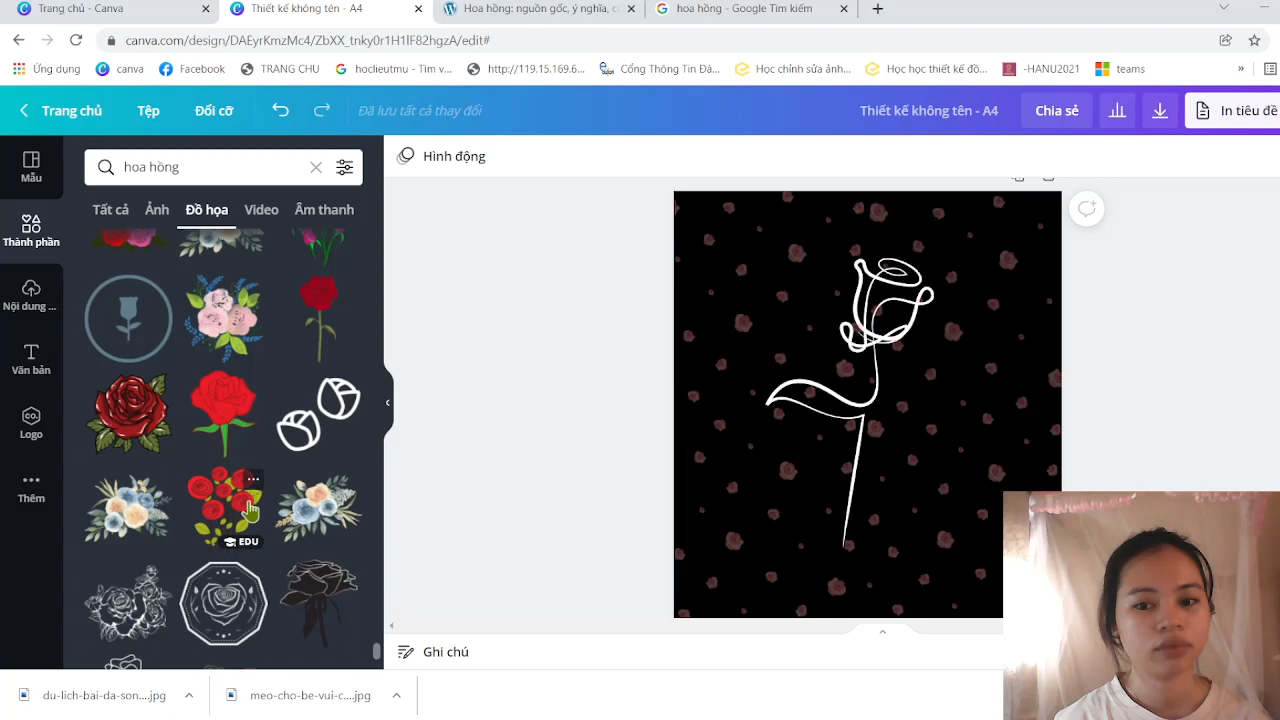 Trang chủ - Canva
Thiết kế không tên - A4
Hoa hồng: nguồn gốc, ý nghĩa, c
hoa hồng - Google Tìm kiếm
canva.com/design/DAEyrKmzMc4/ZbXX_tnky0r1H1lF82hgzA/edit#
Ứng dụng
canva
Facebook
TRANG CHU
hoclieutmu - Tìm v...
http://119.15.169.6...
Cổng Thông Tin Đà...
Học chỉnh sửa ảnh...
Học học thiết kế đồ...
-HANU2021
teams
Trang chủ
Tệp
Đổi cỡ
Đã lưu tất cả thay đổi
Thiết kế không tên - A4
Chia sẻ
In tiêu đề
Mẫu
Thành phần
Nội dung ...
Văn bản
CO.
Logo
Thêm
hoa hồng
Tất cả
Ảnh
Đồ họa
Video
Âm thanh
EDU
Hình động
Ghi chú
du-lich-bai-da-son....jpg
meo-cho-be-vui-c....jpg